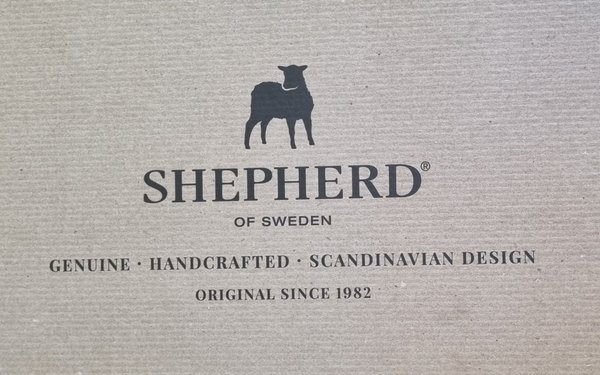 SHEPHERD®
OF SWEDEN
GENUINE · HANDCRAFTED · SCANDINAVIAN DESIGN
ORIGINAL SINCE 1982